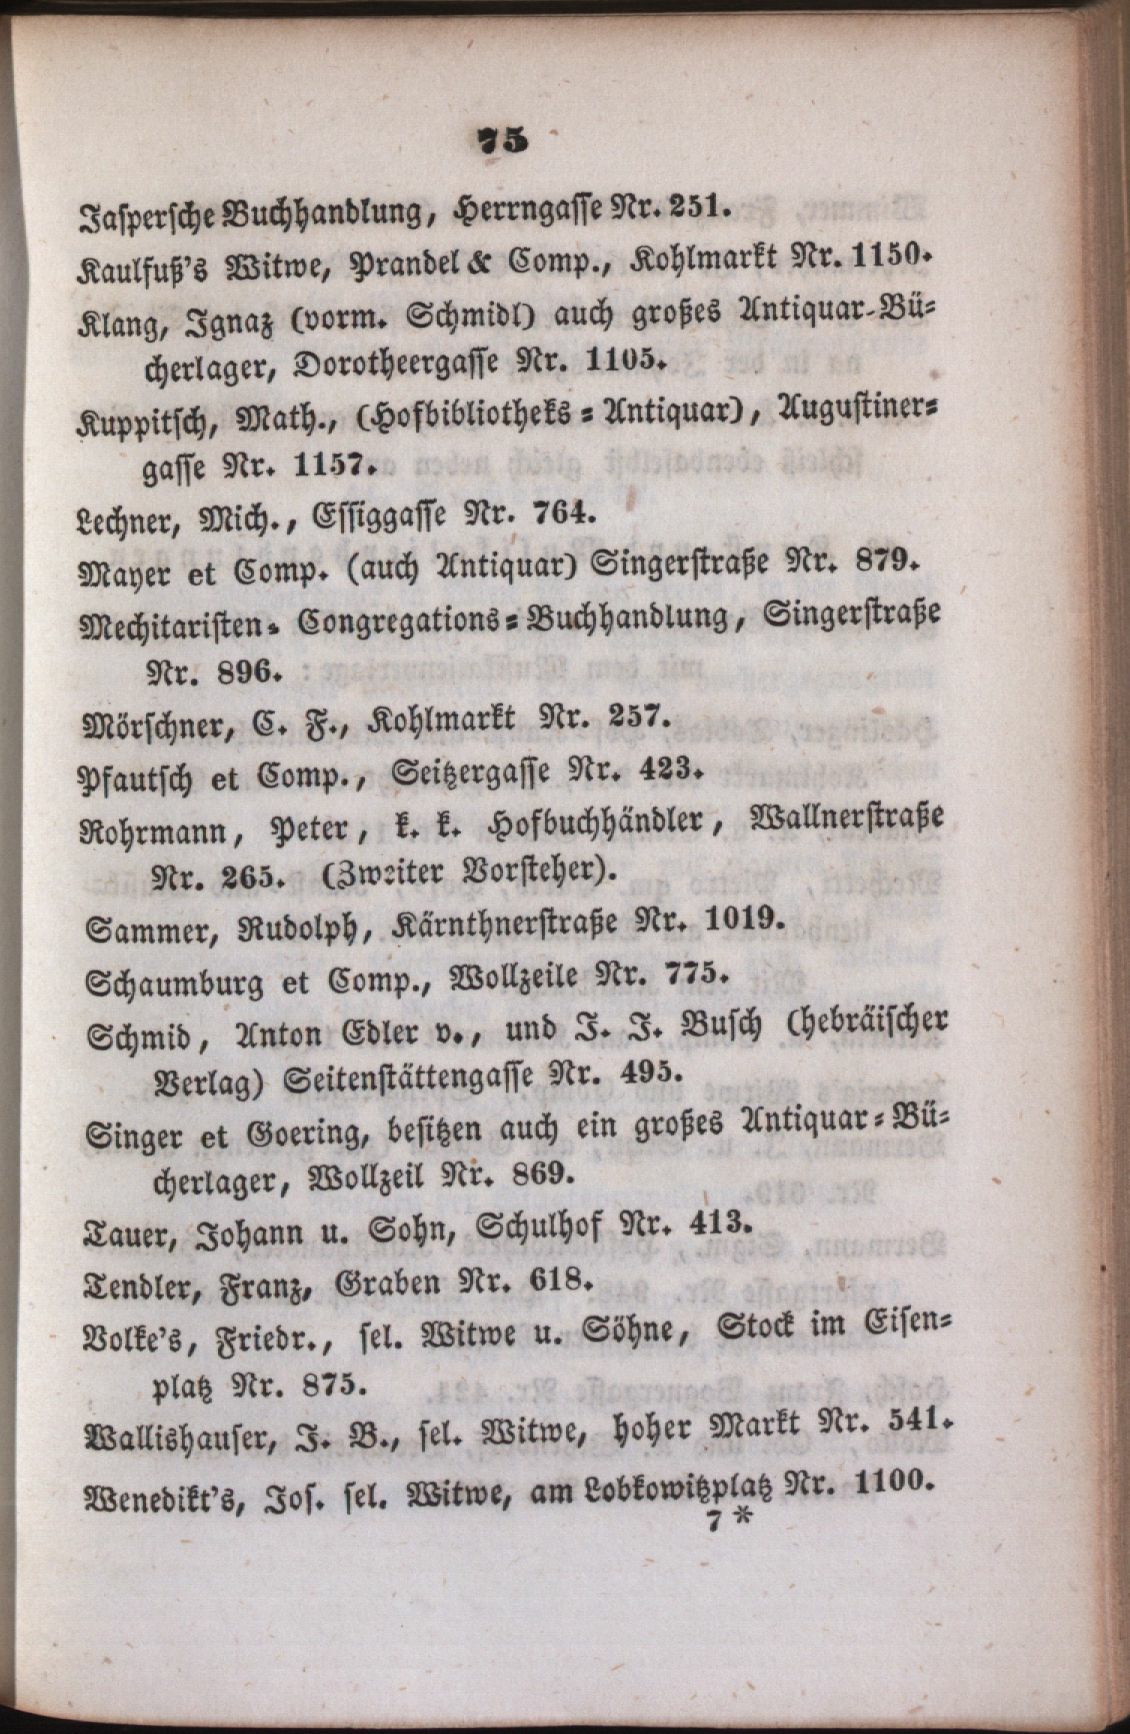 75
Jaspersche Buchhandlung, Herrngasse Nr. 251.
Kaulfuß's Witwe, Prandel & Comp., Kohlmarkt Nr. 1150.
Klang, Ignaz (vorm. Schmidl) auch großes Antiquar-Bü-
cherlager, Dorotheergasse Nr. 1105.
Kuppitsch, Math., (Hofbibliotheks-Antiquar), Augustiner-
gasse Nr. 1157.
Lechner, Mich., Essiggasse Nr. 764.
Mayer et Comp. (auch Antiquar) Singerstraße Nr. 879.
Mechitaristen-Congregations-Buchhandlung, Singerstraße
Nr. 896.
Mörschner, C. F., Kohlmarkt Nr. 257.
Pfautsch et Comp., Seitzergasse Nr. 423.
Rohrmann, Peter, k. k. Hofbuchhändler, Wallnerstraße
Nr. 265. (Zweiter Vorsteher).
Sammer, Rudolph, Kärnthnerstraße Nr. 1019.
Schaumburg et Comp., Wollzeile Nr. 775.
Schmid, Anton Edler v., und J. J. Busch (hebräischer
Verlag) Seitenstättengasse Nr. 495.
Singer et Goering, besitzen auch ein großes Antiquar-Bü-
cherlager, Wollzeil Nr. 869.
Tauer, Johann u. Sohn, Schulhof Nr. 413.
Tendler, Franz, Graben Nr. 618.
Volke's, Friedr., sel. Witwe u. Söhne, Stock im Eisen-
platz Nr. 875.
Wallishauser, J. B., sel. Witwe, hoher Markt Nr. 541.
Wenedikt's, Jos. sel. Witwe, am Lobkowitzplatz Nr. 1100.
7*